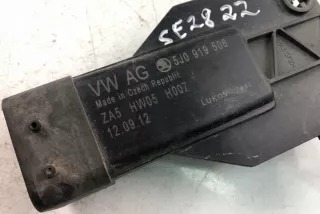 SE28 22
VW AG 5J0 919 506
Made in Czech Republic
ZA5 HW05 H007
12.09.12